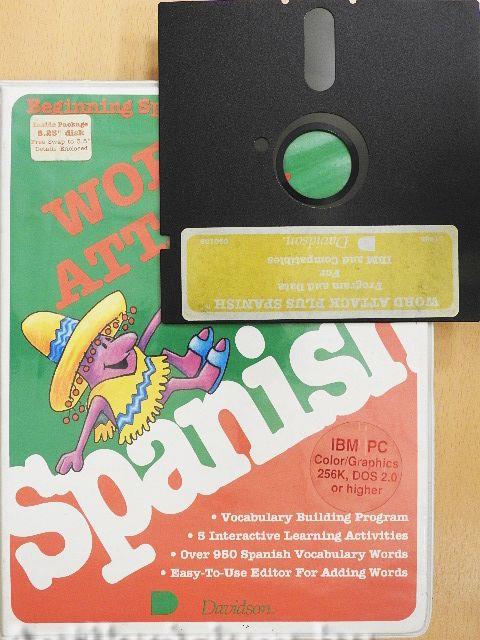 Beginning Sp
Inside Package
5.25" disk
Free Swap to 3.5"
Details Enclosed
WOR
ATTA
Spanish
IBM PC
Color/Graphics
256K, DOS 2.0
or higher
• Vocabulary Building Program
• 5 Interactive Learning Activities
• Over 950 Spanish Vocabulary Words
• Easy-To-Use Editor For Adding Words
Davidson
WORD ATTACK PLUS SPANISH™
Program and Data
For
IBM and Compatibles
Davidson